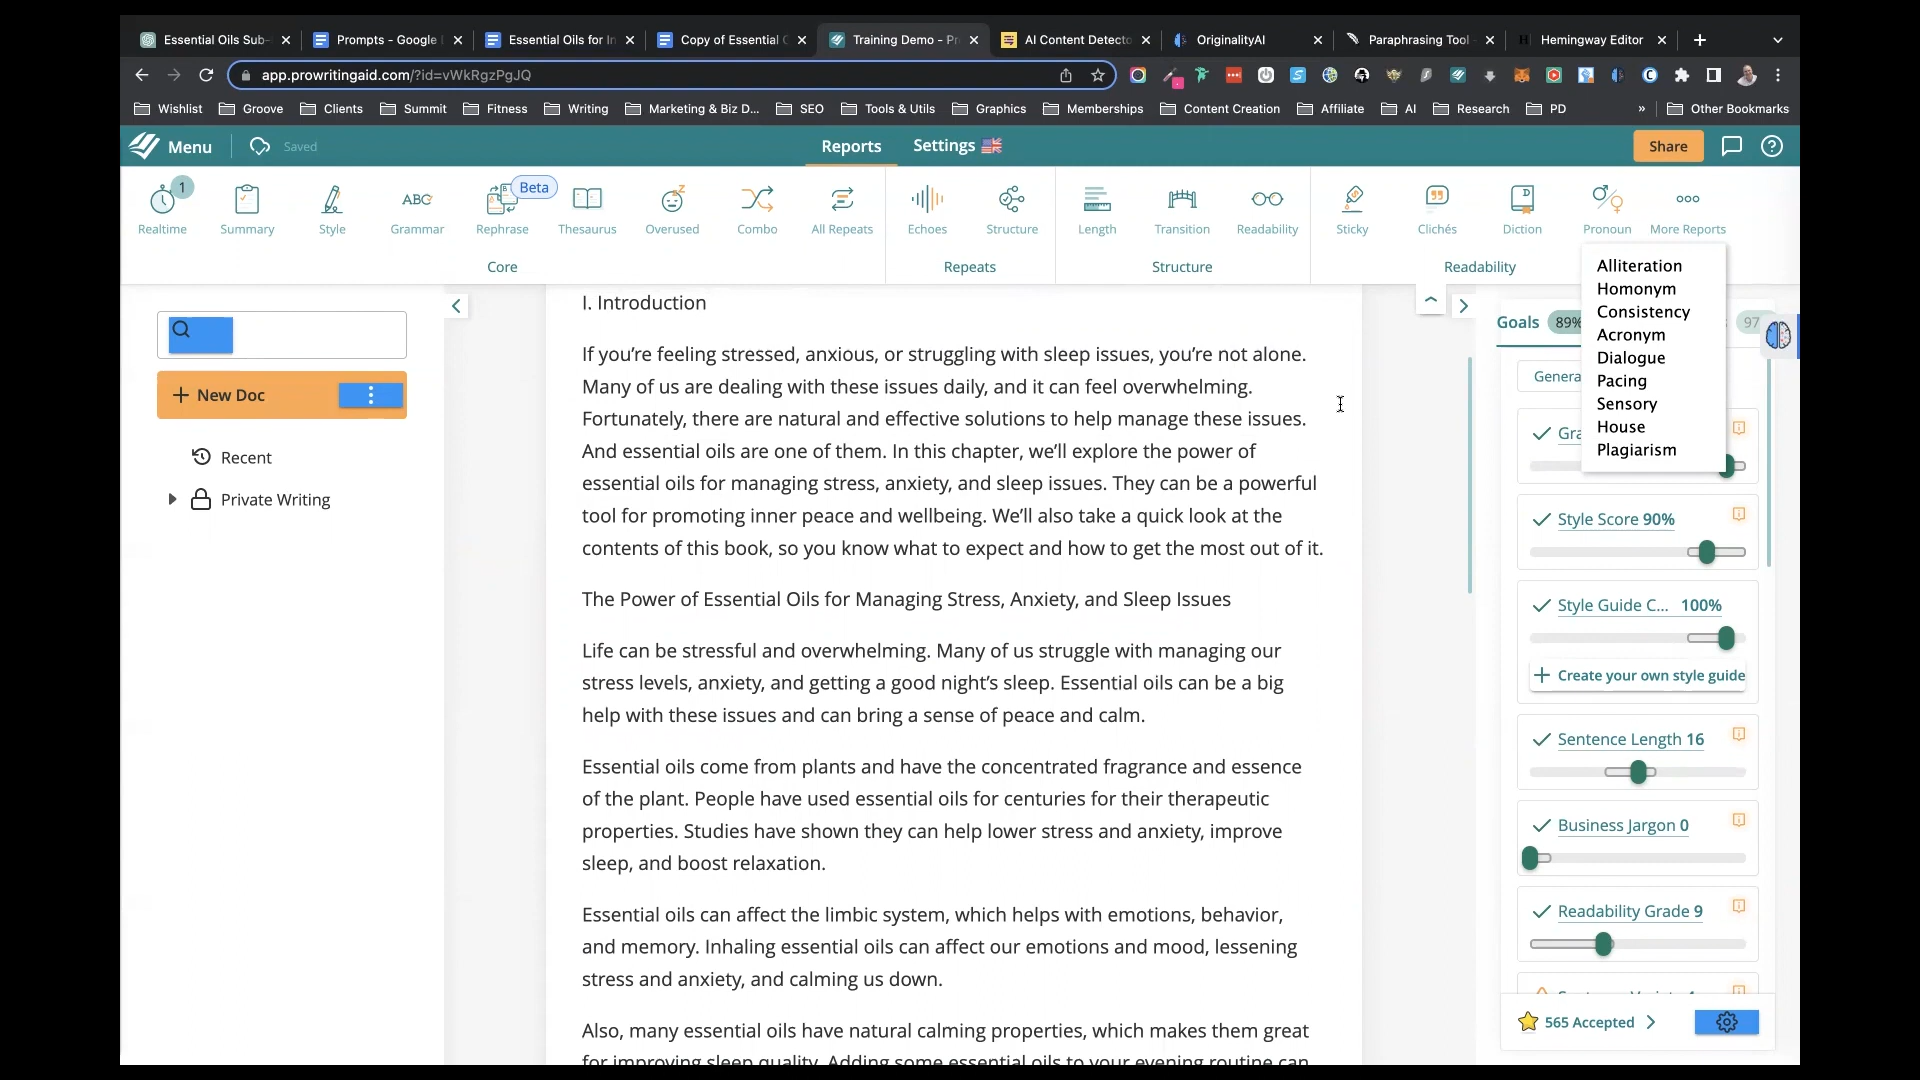 Essential Oils Sub-
Prompts - Google
Essential Oils for In
Copy of Essential
Training Demo - Pr
AI Content Detecto
OriginalityAI
Paraphrasing Tool
Hemingway Editor
app.prowritingaid.com/?id=vWkRgzPgJQ
Wishlist
Groove
Clients
Summit
Fitness
Writing
Marketing & Biz D...
SEO
Tools & Utils
Graphics
Memberships
Content Creation
Affiliate
AI
Research
PD
»
Other Bookmarks
Menu
Saved
Reports
Settings
Share
1
Realtime
Summary
Style
ABC
Grammar
Beta
Rephrase
Thesaurus
Overused
Combo
All Repeats
Echoes
Structure
Length
Transition
Readability
Sticky
Clichés
Diction
Pronoun
More Reports
Core
Repeats
Structure
Readability
Alliteration
Homonym
Consistency
Acronym
Dialogue
Pacing
Sensory
House
Plagiarism
+ New Doc
Recent
Private Writing
I. Introduction
If you’re feeling stressed, anxious, or struggling with sleep issues, you’re not alone.
Many of us are dealing with these issues daily, and it can feel overwhelming.
Fortunately, there are natural and effective solutions to help manage these issues.
And essential oils are one of them. In this chapter, we’ll explore the power of
essential oils for managing stress, anxiety, and sleep issues. They can be a powerful
tool for promoting inner peace and wellbeing. We’ll also take a quick look at the
contents of this book, so you know what to expect and how to get the most out of it.
The Power of Essential Oils for Managing Stress, Anxiety, and Sleep Issues
Life can be stressful and overwhelming. Many of us struggle with managing our
stress levels, anxiety, and getting a good night’s sleep. Essential oils can be a big
help with these issues and can bring a sense of peace and calm.
Essential oils come from plants and have the concentrated fragrance and essence
of the plant. People have used essential oils for centuries for their therapeutic
properties. Studies have shown they can help lower stress and anxiety, improve
sleep, and boost relaxation.
Essential oils can affect the limbic system, which helps with emotions, behavior,
and memory. Inhaling essential oils can affect our emotions and mood, lessening
stress and anxiety, and calming us down.
Also, many essential oils have natural calming properties, which makes them great
for improving sleep quality. Adding some essential oils to your evening routine can
Goals 89%
97
Genera
Gra
Style Score 90%
Style Guide C... 100%
+ Create your own style guide
Sentence Length 16
Business Jargon 0
Readability Grade 9
565 Accepted